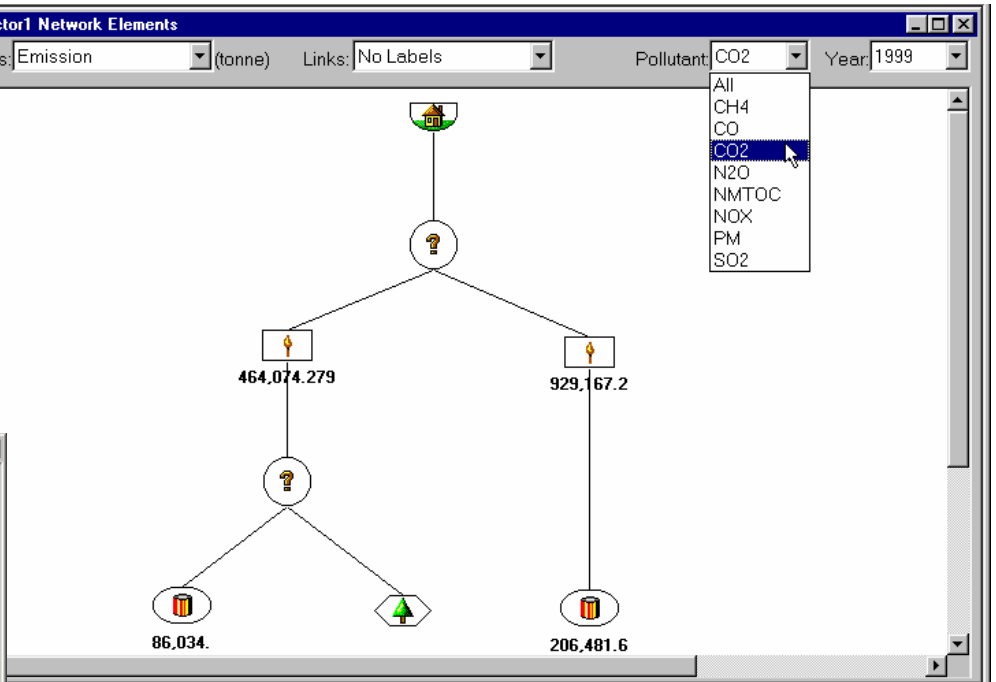 ctor1 Network Elements
s: Emission (tonne) Links: No Labels Pollutant: CO2 Year: 1999
All
CH4
CO
CO2
N2O
NMTOC
NOX
PM
SO2
?
464,074.279
929,167.2
?
86,034.
206,481.6